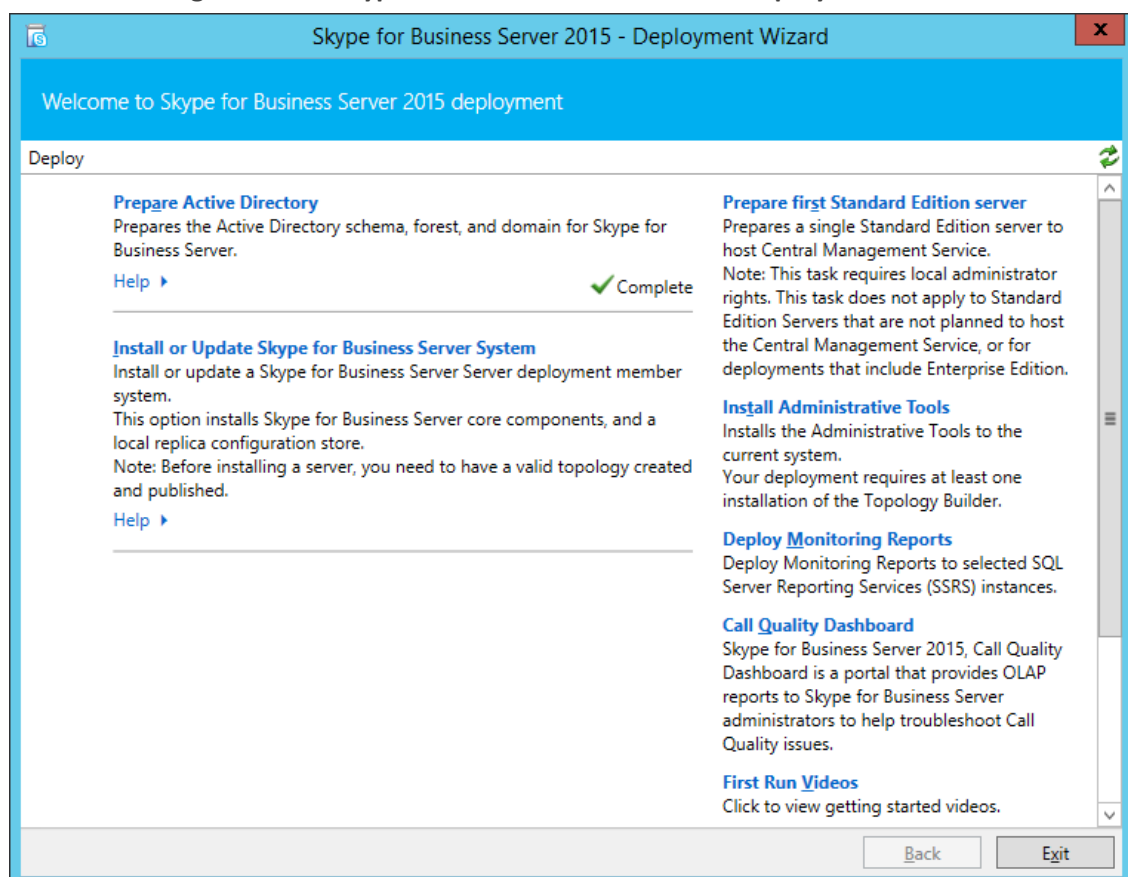 Skype for Business Server 2015 - Deployment Wizard
Welcome to Skype for Business Server 2015 deployment
Deploy
Prepare Active Directory
Prepares the Active Directory schema, forest, and domain for Skype for
Business Server.
Help
Complete
Install or Update Skype for Business Server System
Install or update a Skype for Business Server Server deployment member
system.
This option installs Skype for Business Server core components, and a
local replica configuration store.
Note: Before installing a server, you need to have a valid topology created
and published.
Help
Prepare first Standard Edition server
Prepares a single Standard Edition server to
host Central Management Service.
Note: This task requires local administrator
rights. This task does not apply to Standard
Edition Servers that are not planned to host
the Central Management Service, or for
deployments that include Enterprise Edition.
Install Administrative Tools
Installs the Administrative Tools to the
current system.
Your deployment requires at least one
installation of the Topology Builder.
Deploy Monitoring Reports
Deploy Monitoring Reports to selected SQL
Server Reporting Services (SSRS) instances.
Call Quality Dashboard
Skype for Business Server 2015, Call Quality
Dashboard is a portal that provides OLAP
reports to Skype for Business Server
administrators to help troubleshoot Call
Quality issues.
First Run Videos
Click to view getting started videos.
Back
Exit